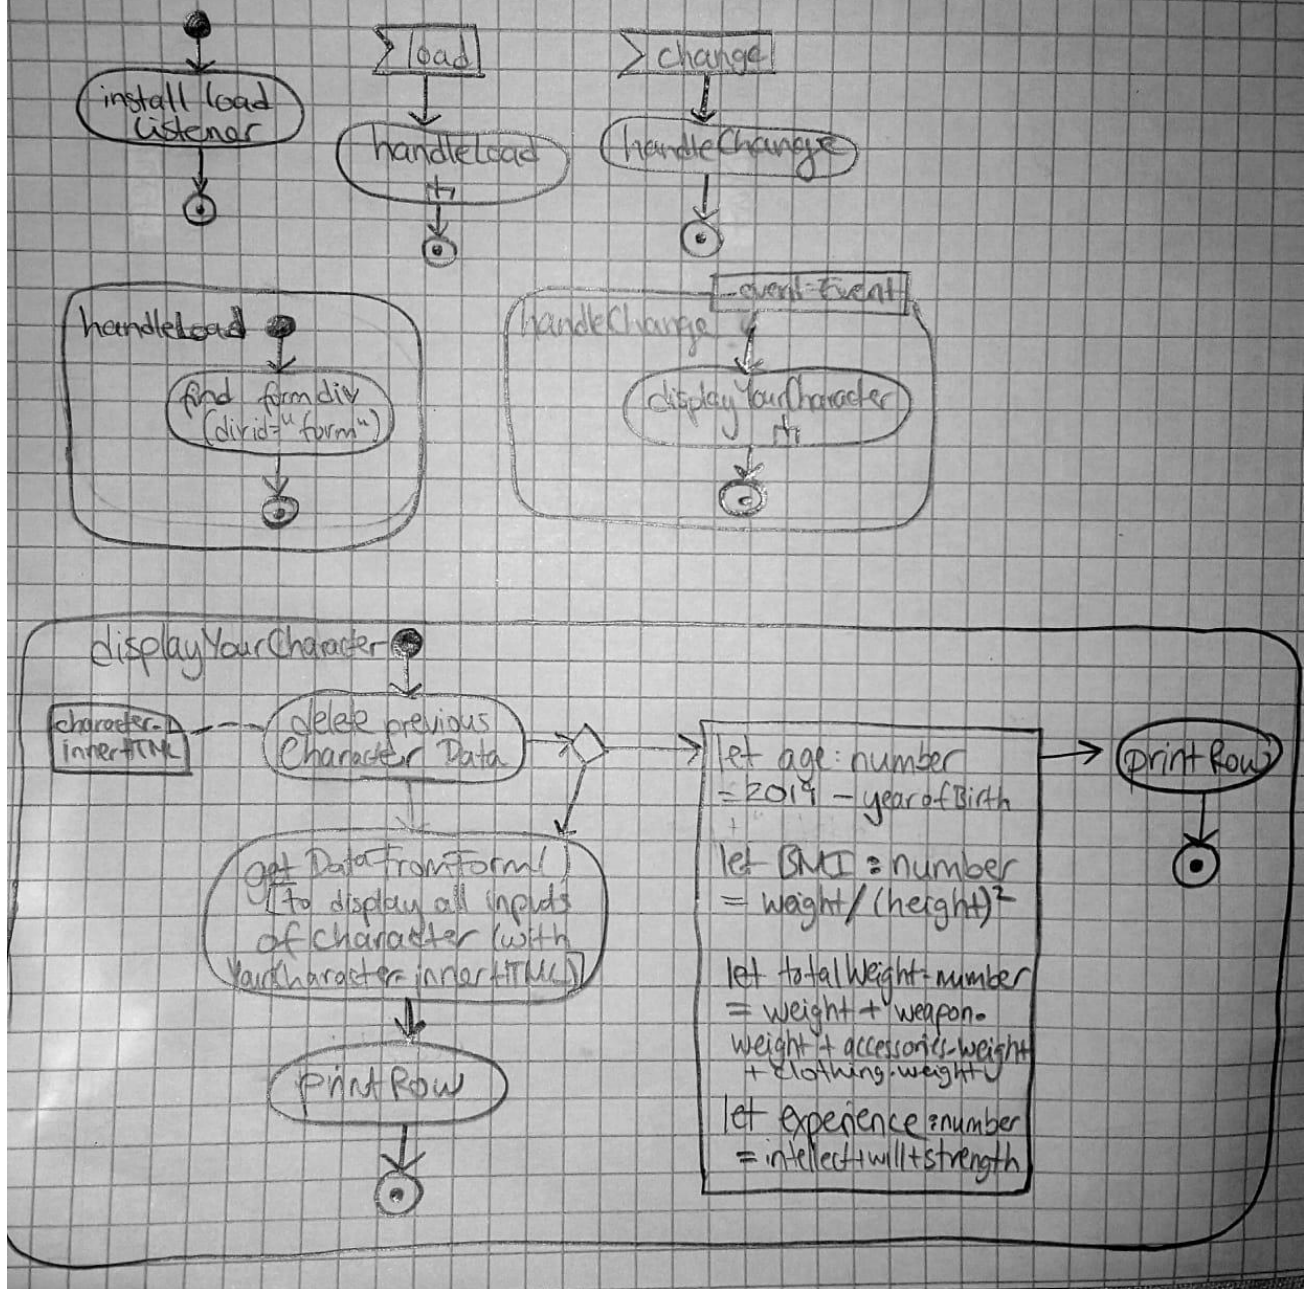 install load
listener
load
handleLoad
change
handleChange
handleLoad
find formdiv
(divid="form")
_event:Event
handleChange
displayYourCharacter
displayYourCharacter
character.
innerHTML
delete previous
Character Data
getDataFromForm()
[to display all inputs
of character (with
YourCharacter.innerHTML)]
printRow
let age:number
=2019-yearofBirth
let BMI:number
= weight/(height)²
let totalWeight:number
= weight + weapon.
weight + accessories.weight
+ clothing.weight
let experience:number
= intellect+will+strength
printRow